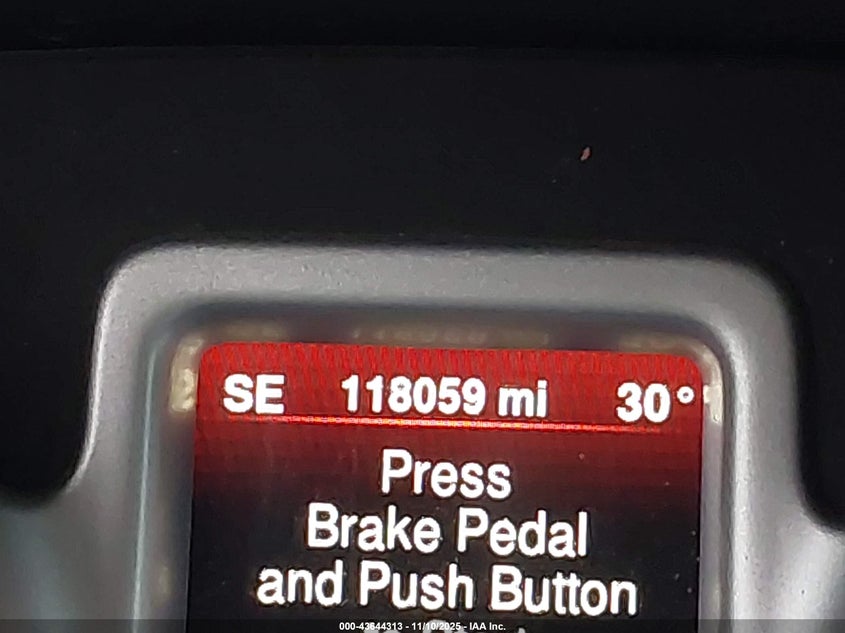 SE 118059 mi 30°
Press
Brake Pedal
and Push Button
000-43644313 - 11/10/2025 - IAA Inc.